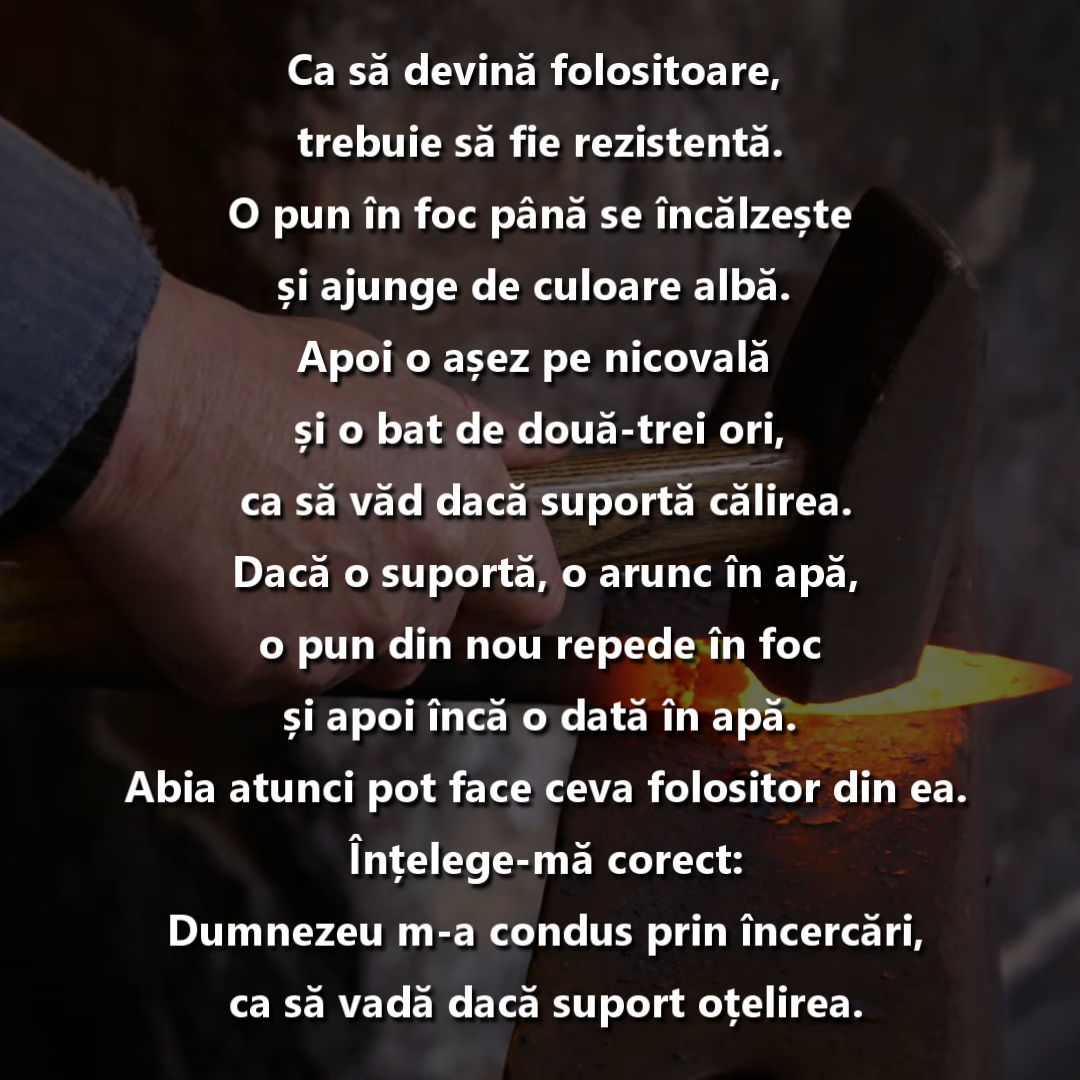 Ca să devină folositoare,
trebuie să fie rezistentă.
O pun în foc până se încălzește
și ajunge de culoare albă.
Apoi o așez pe nicovală
și o bat de două-trei ori,
ca să văd dacă suportă călirea.
Dacă o suportă, o arunc în apă,
o pun din nou repede în foc
și apoi încă o dată în apă.
Abia atunci pot face ceva folositor din ea.
Înțelege-mă corect:
Dumnezeu m-a condus prin încercări,
ca să vadă dacă suport oțelirea.